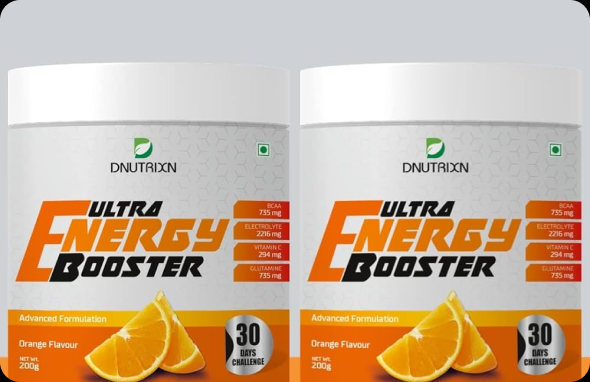 DNUTRIXN
ULTRA
ENERGY
BOOSTER
BCAA
735 mg
ELECTROLYTE
2216 mg
VITAMIN C
294 mg
GLUTAMINE
735 mg
Advanced Formulation
Orange Flavour
NET Wt.
200g
30
DAYS
CHALLENGE
DNUTRIXN
ULTRA
ENERGY
BOOSTER
BCAA
735 mg
ELECTROLYTE
2216 mg
VITAMIN C
294 mg
GLUTAMINE
735 mg
Advanced Formulation
Orange Flavour
NET Wt.
200g
30
DAYS
CHALLENGE